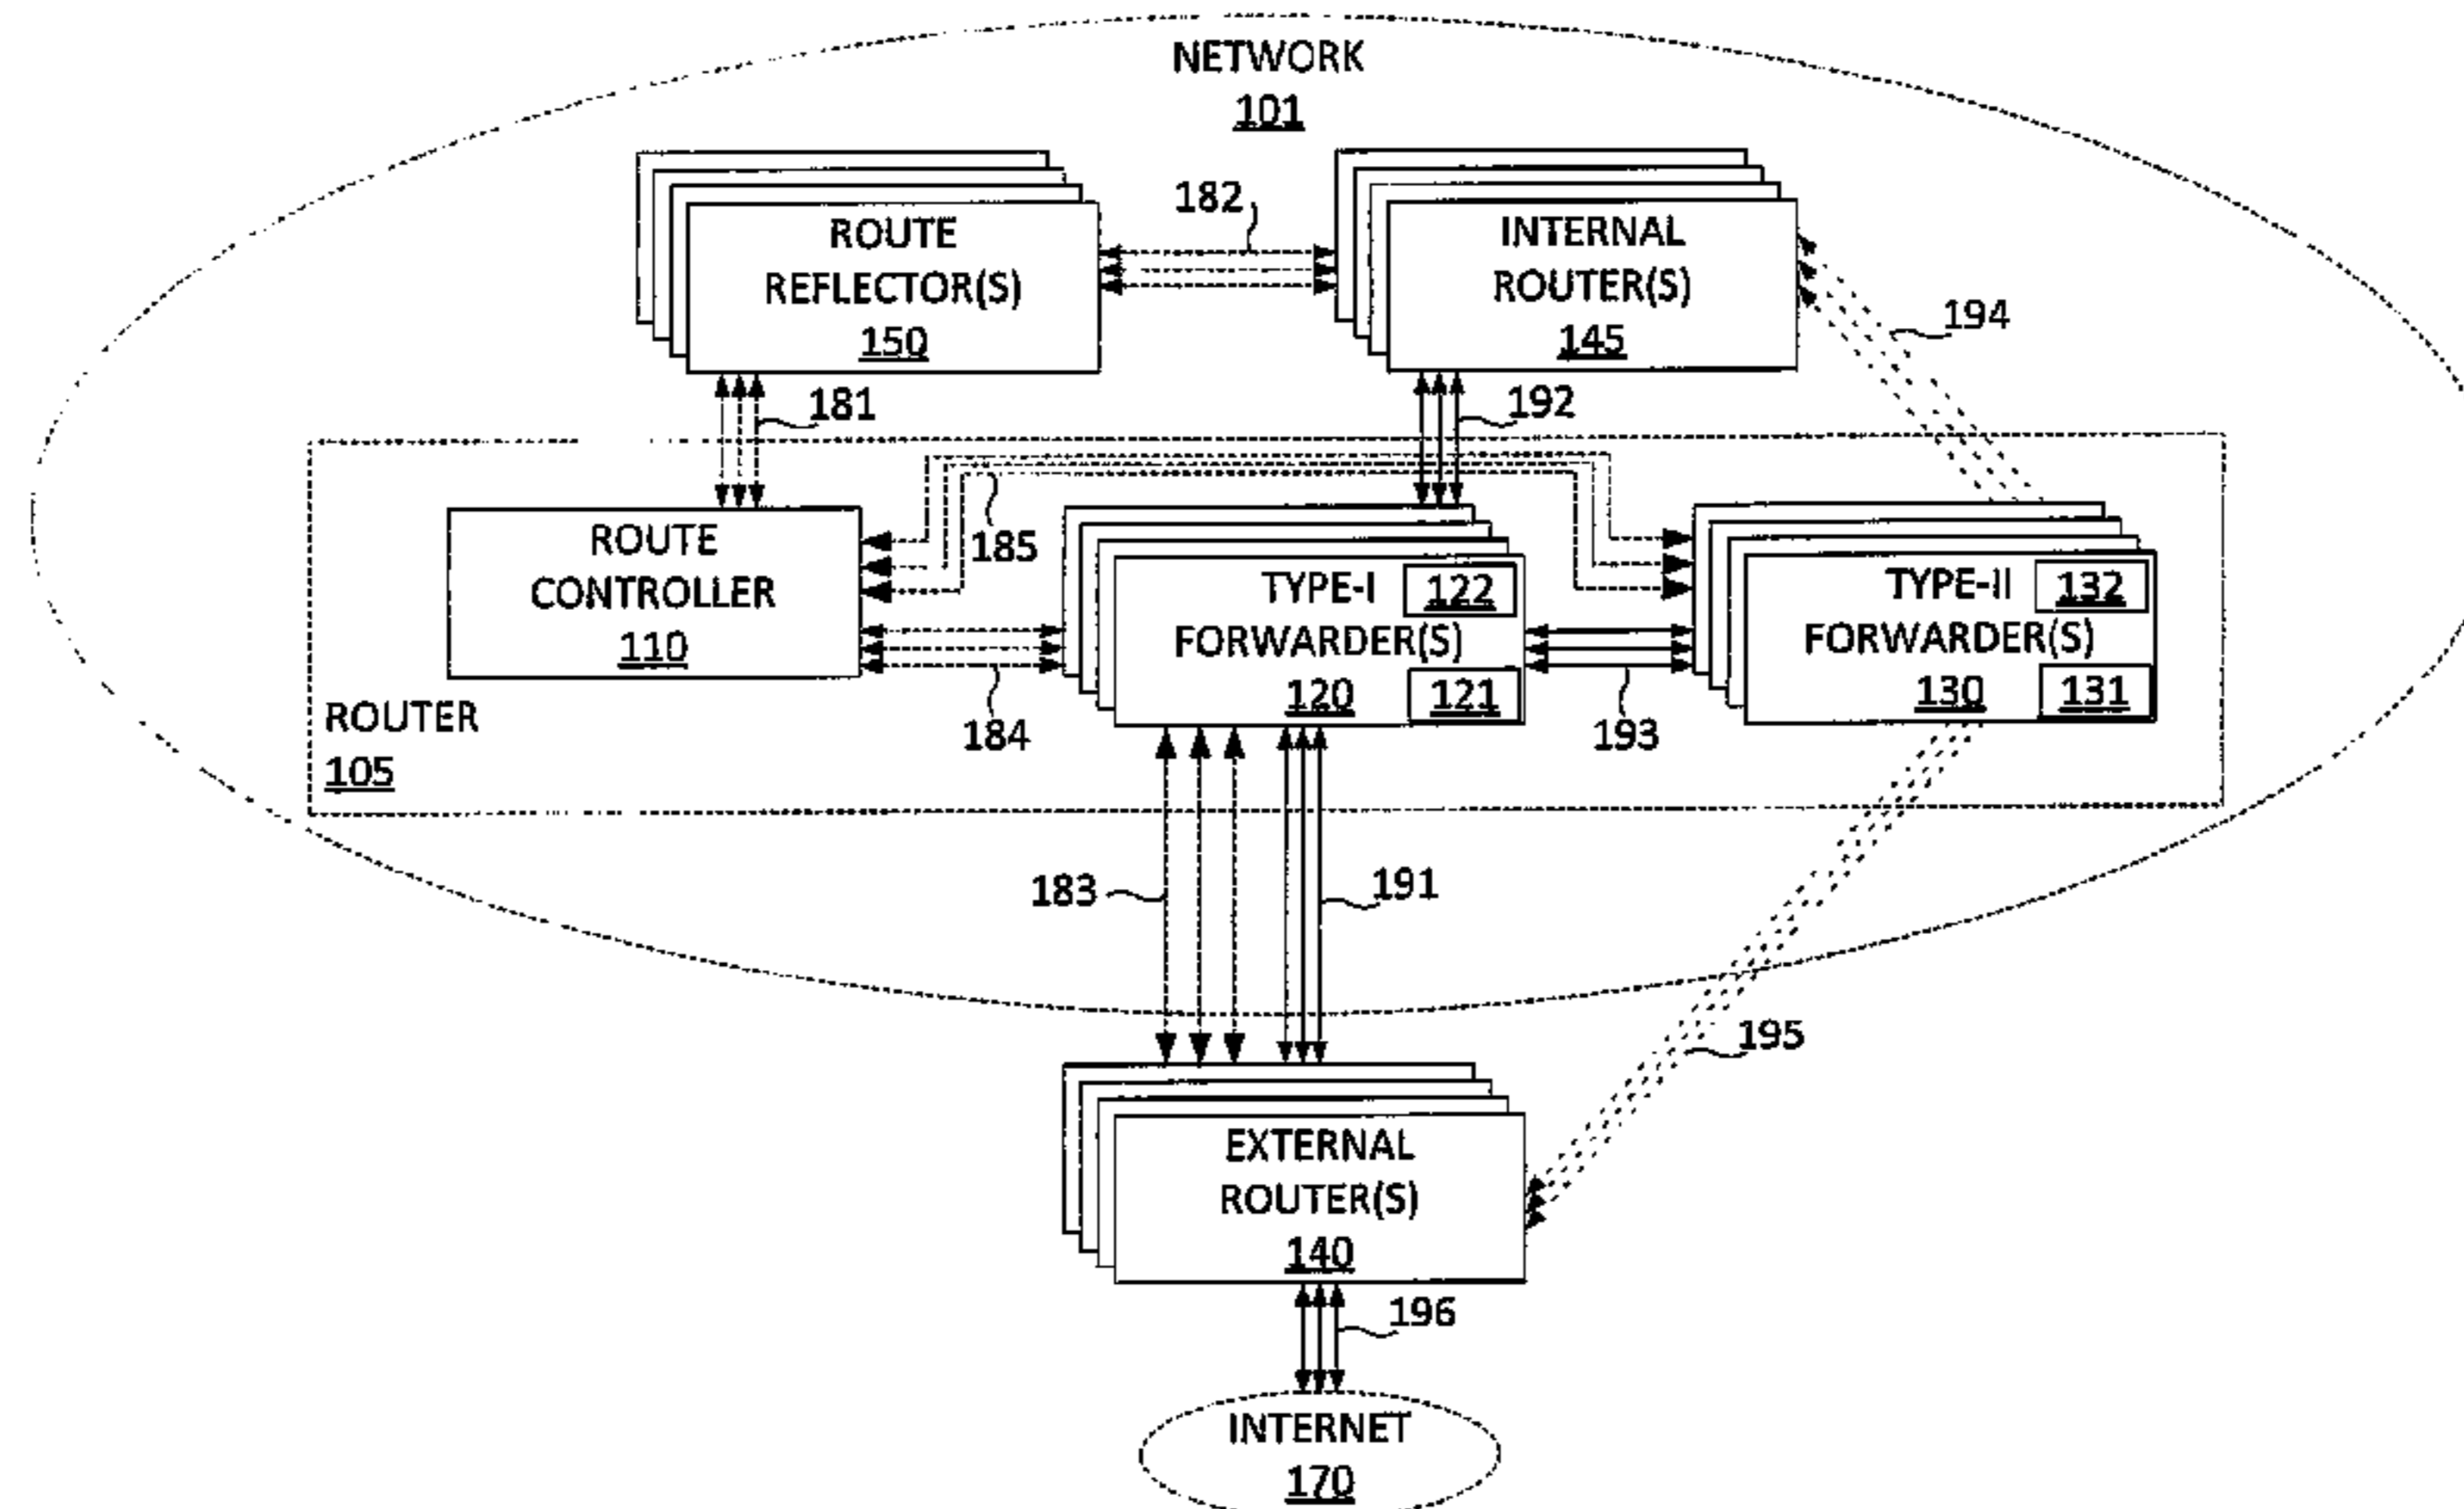 NETWORK
101
182
ROUTE
REFLECTOR(S)
150
INTERNAL
ROUTER(S)
145
194
181
192
185
ROUTE
CONTROLLER
110
TYPE-I
122
FORWARDER(S)
120
121
TYPE-II
132
FORWARDER(S)
130
131
184
193
ROUTER
105
183
191
195
EXTERNAL
ROUTER(S)
140
196
INTERNET
170